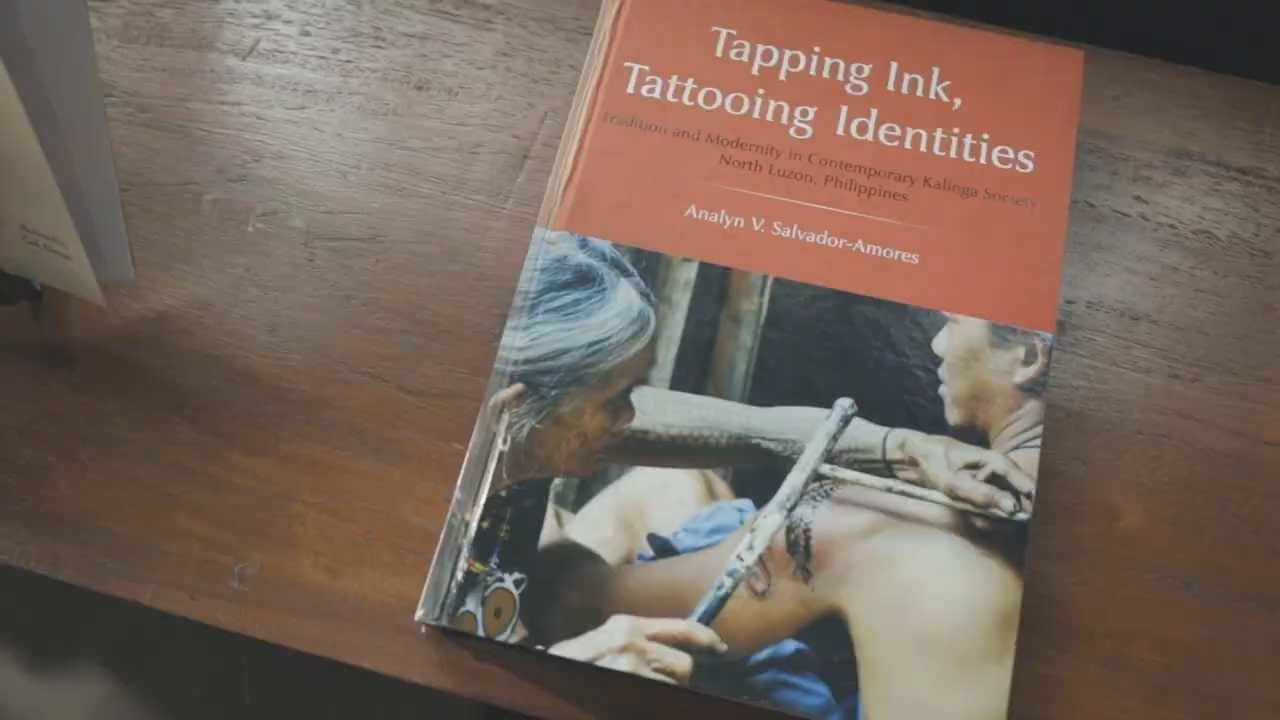 Tapping Ink,
Tattooing Identities
Tradition and Modernity in Contemporary Kalinga Society
North Luzon, Philippines
Analyn V. Salvador-Amores